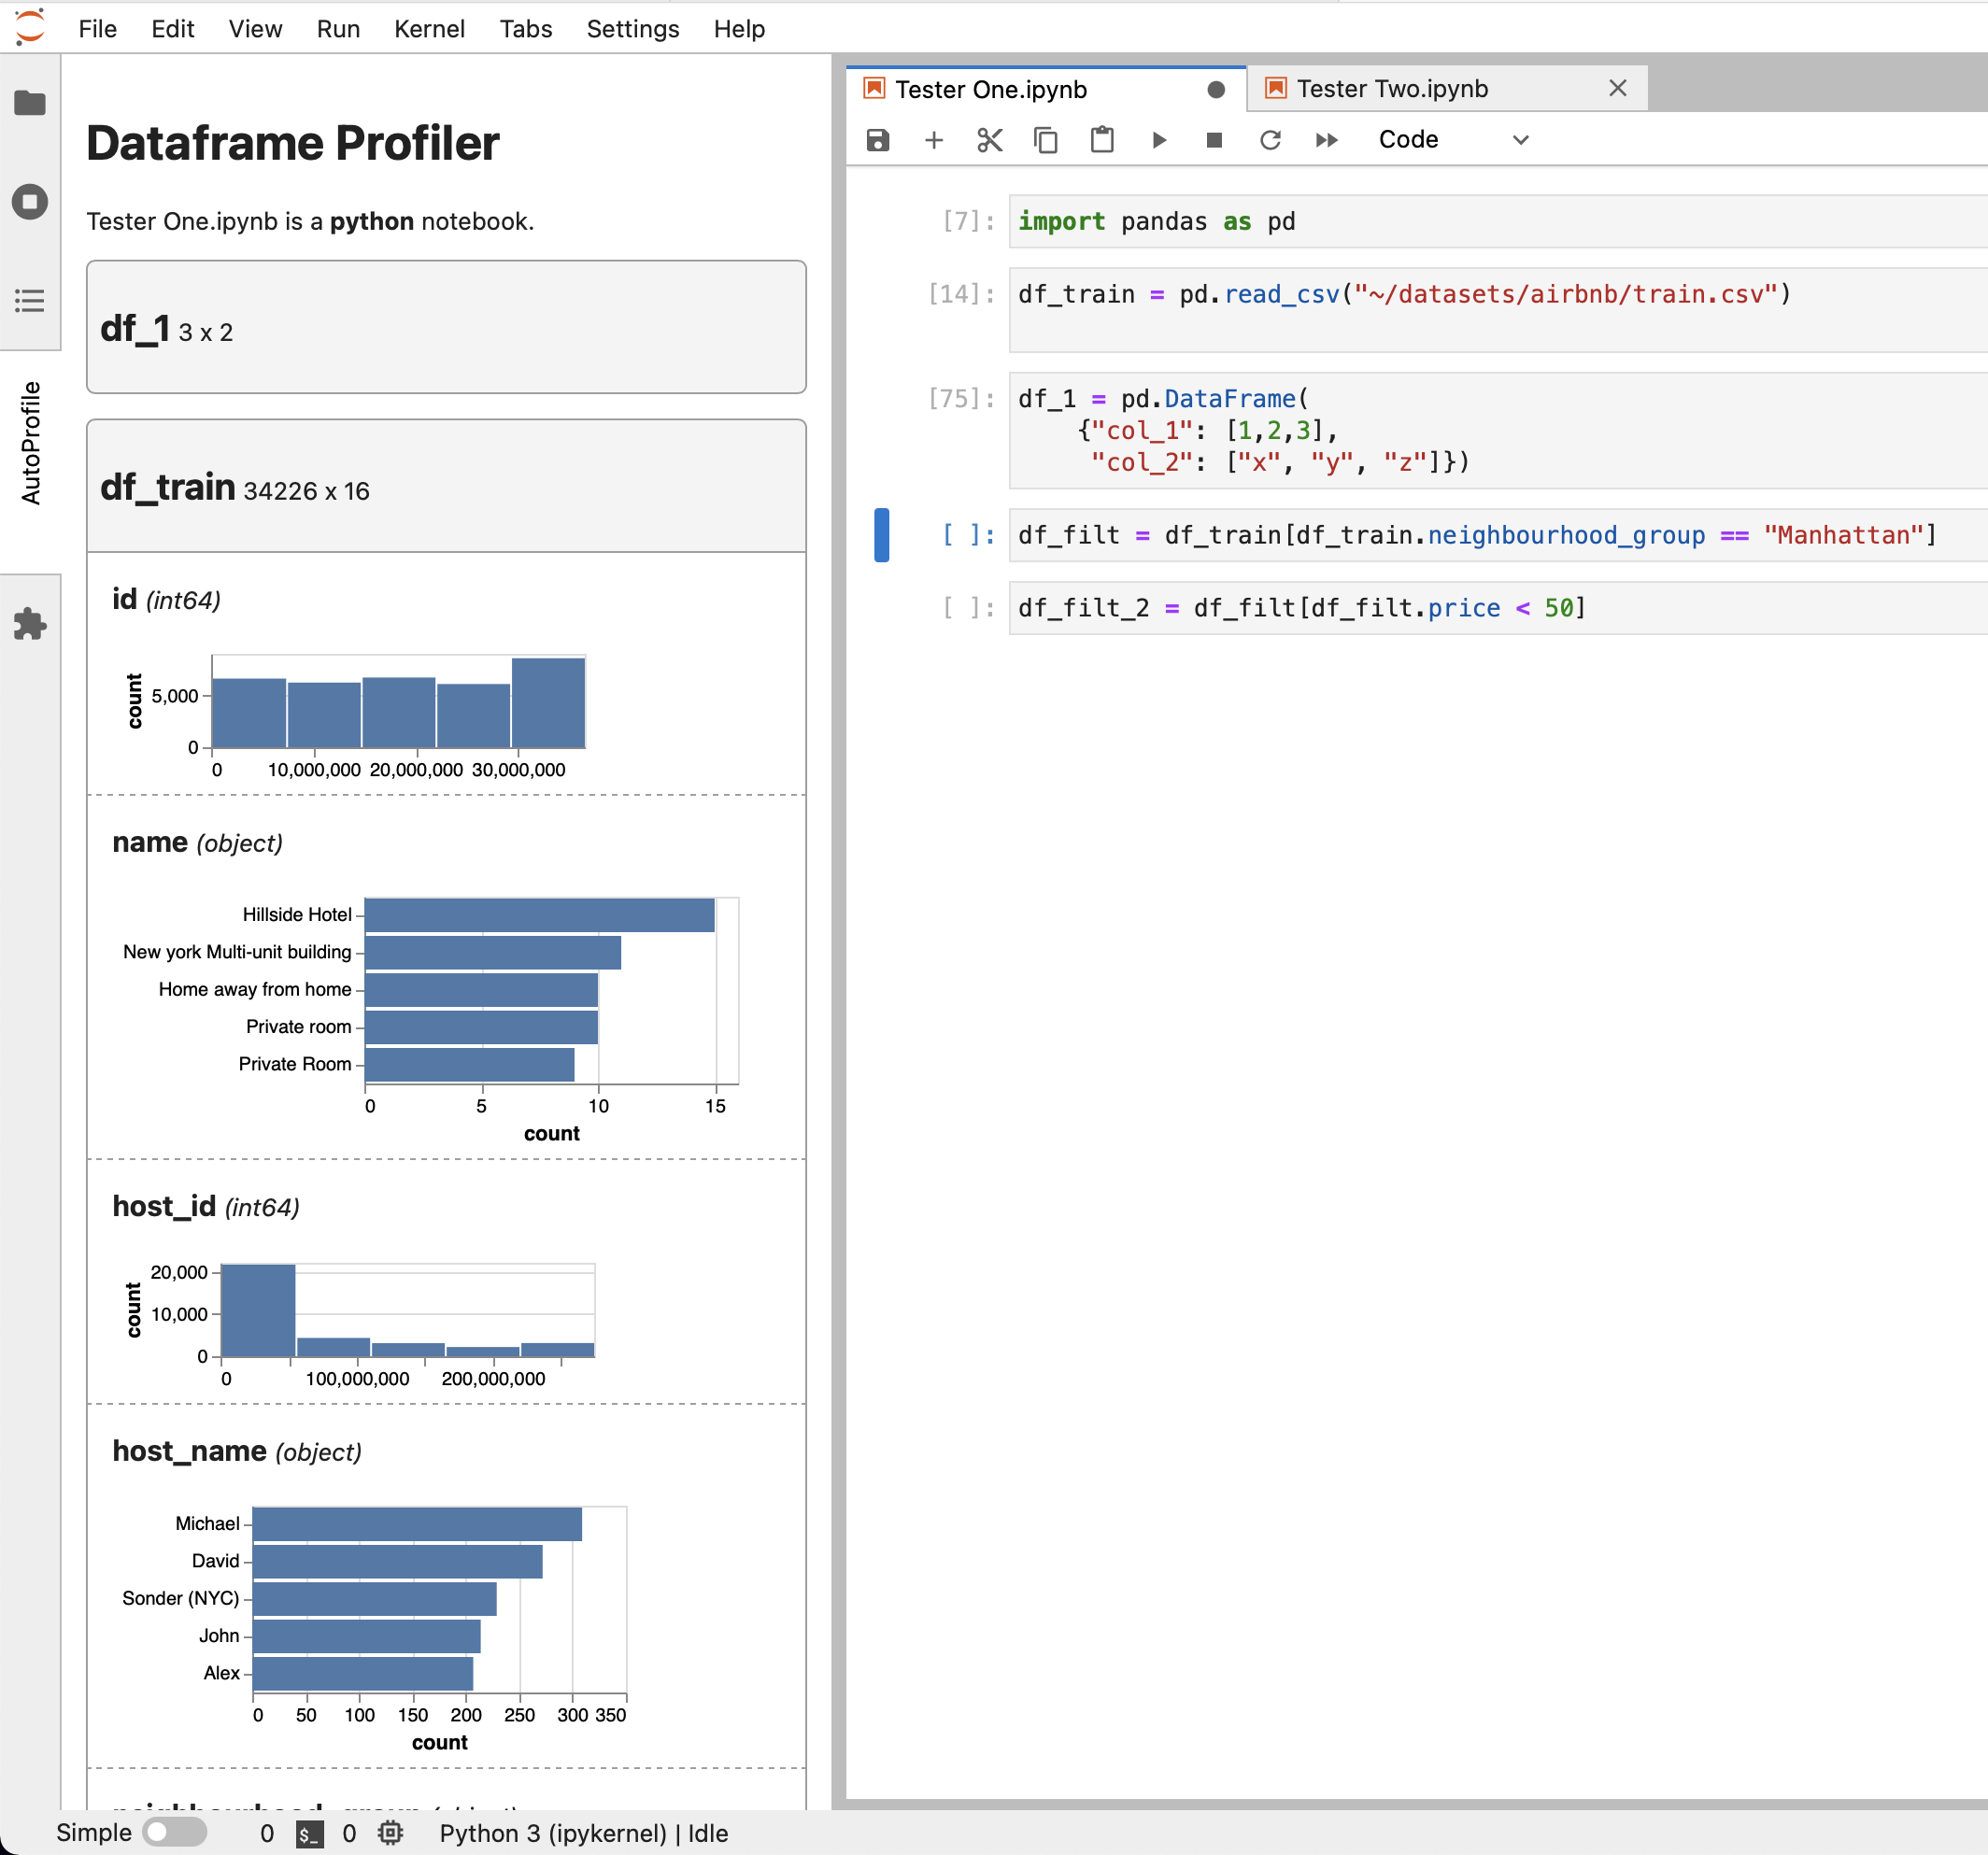 File Edit View Run Kernel Tabs Settings Help
AutoProfile
Dataframe Profiler
Tester One.ipynb is a python notebook.
df_1 3 x 2
df_train 34226 x 16
id (int64)
count
5,000
0
0 10,000,000 20,000,000 30,000,000
name (object)
Hillside Hotel
New york Multi-unit building
Home away from home
Private room
Private Room
0 5 10 15
count
host_id (int64)
count
20,000
10,000
0
0 100,000,000 200,000,000
host_name (object)
Michael
David
Sonder (NYC)
John
Alex
0 50 100 150 200 250 300 350
count
Tester One.ipynb Tester Two.ipynb
Code
[7]: import pandas as pd
[14]: df_train = pd.read_csv("~/datasets/airbnb/train.csv")
[75]: df_1 = pd.DataFrame(
{"col_1": [1,2,3],
"col_2": ["x", "y", "z"]})
[ ]: df_filt = df_train[df_train.neighbourhood_group == "Manhattan"]
[ ]: df_filt_2 = df_filt[df_filt.price < 50]
Simple 0 $_ 0 Python 3 (ipykernel) | Idle